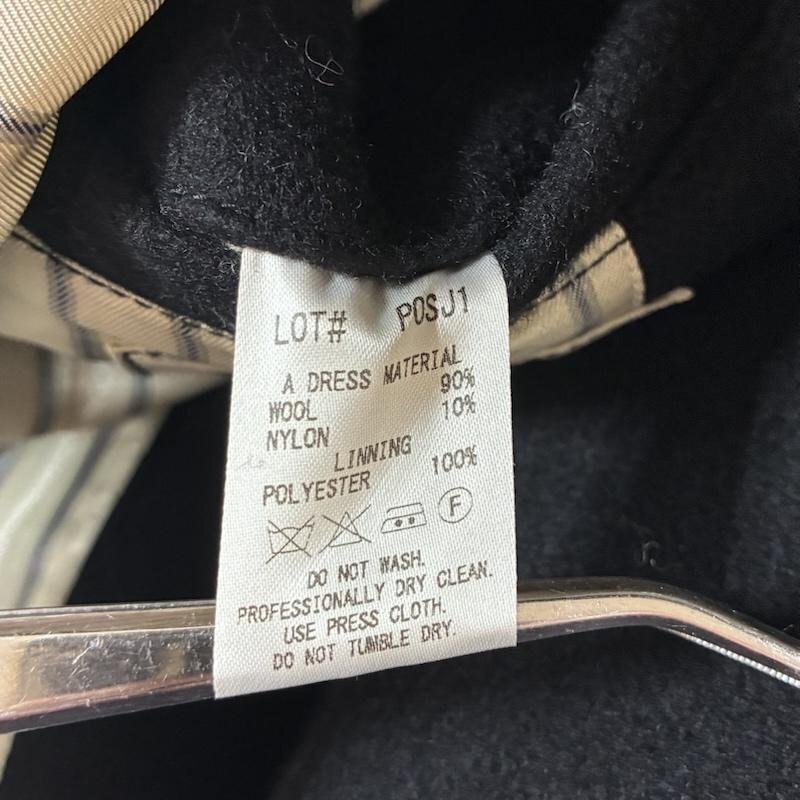 LOT# POSJ1
A DRESS MATERIAL
WOOL 90%
NYLON 10%
LINNING
POLYESTER 100%
F
DO NOT WASH.
PROFESSIONALLY DRY CLEAN.
USE PRESS CLOTH.
DO NOT TUMBLE DRY.